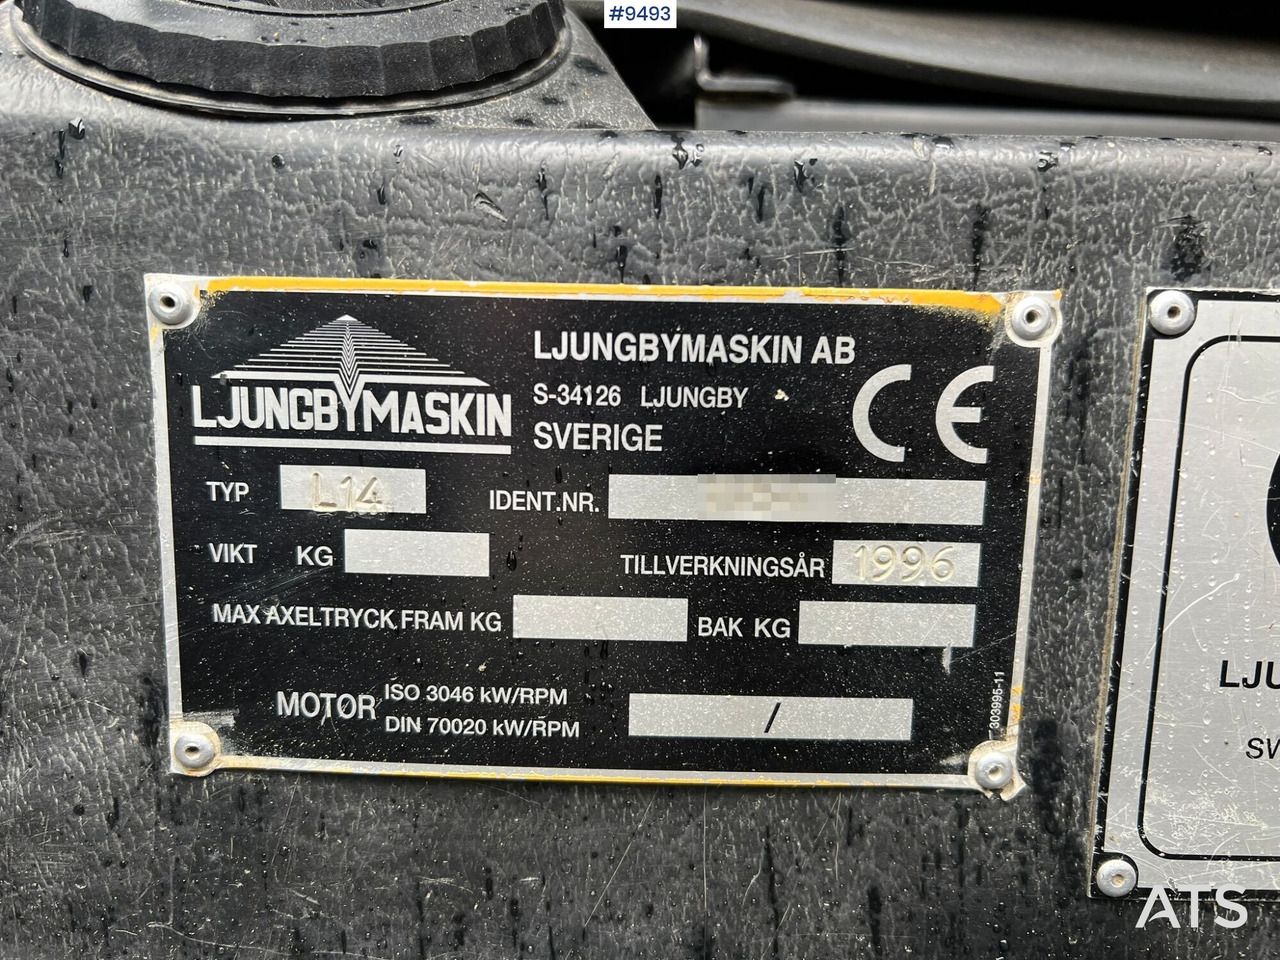 #9493
LJUNGBYMASKIN
LJUNGBYMASKIN AB
S-34126 LJUNGBY
SVERIGE
CE
TYP L14 IDENT.NR.
VIKT KG TILLVERKNINGSÅR 1996
MAX AXELTRYCK FRAM KG BAK KG
MOTOR ISO 3046 kW/RPM
DIN 70020 kW/RPM /
303995-11
LJU
SV
ATS